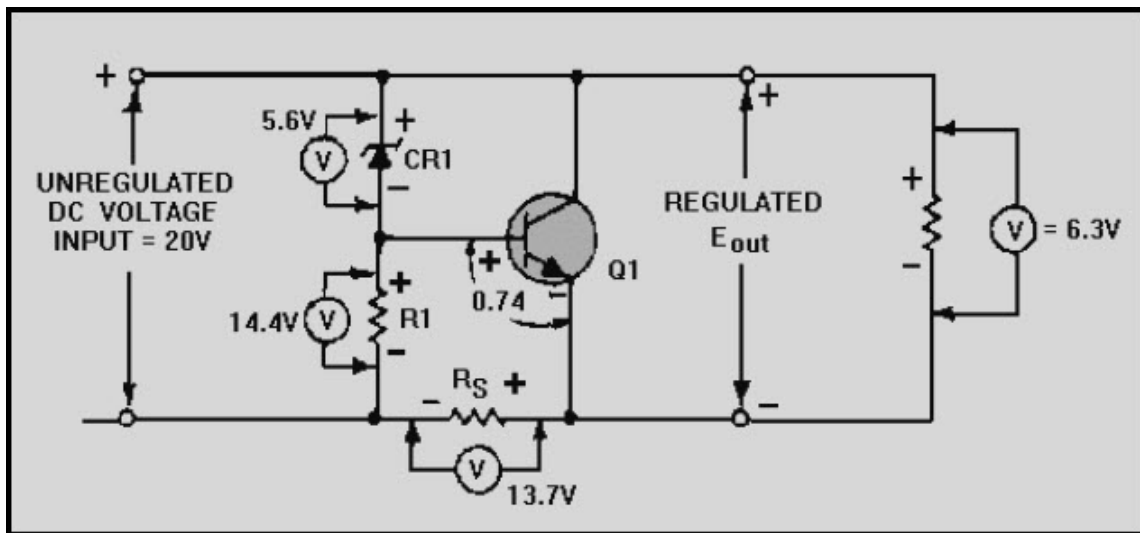 +
+
5.6V
+
V
CR1
-
UNREGULATED
DC VOLTAGE
INPUT = 20V
REGULATED
Eout
+
V
= 6.3V
-
+
Q1
0.74
-
+
14.4V
V
R1
-
-
RS
+
-
V
13.7V